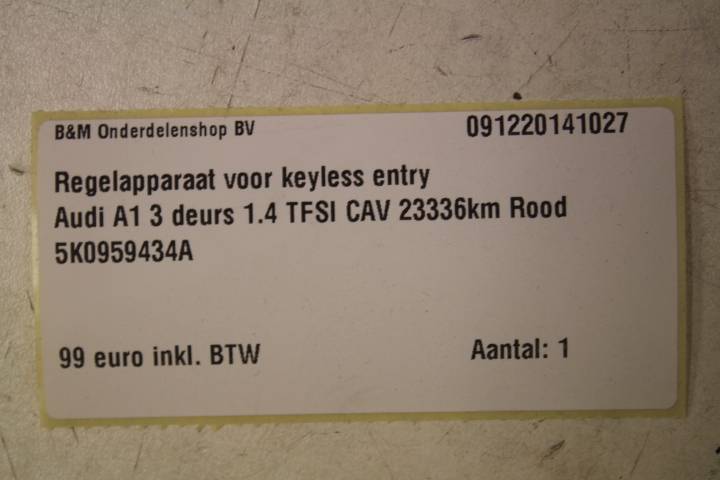 B&M Onderdelenshop BV 091220141027
Regelapparaat voor keyless entry
Audi A1 3 deurs 1.4 TFSI CAV 23336km Rood
5K0959434A
99 euro inkl. BTW Aantal: 1